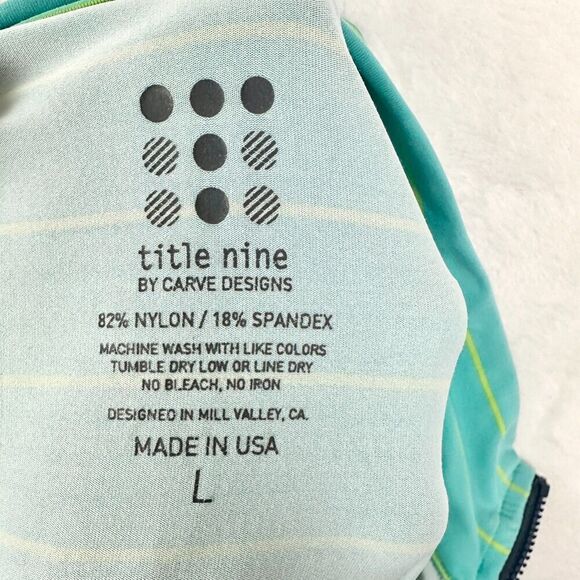 title nine
BY CARVE DESIGNS
82% NYLON / 18% SPANDEX
MACHINE WASH WITH LIKE COLORS
TUMBLE DRY LOW OR LINE DRY
NO BLEACH, NO IRON
DESIGNED IN MILL VALLEY, CA.
MADE IN USA
L